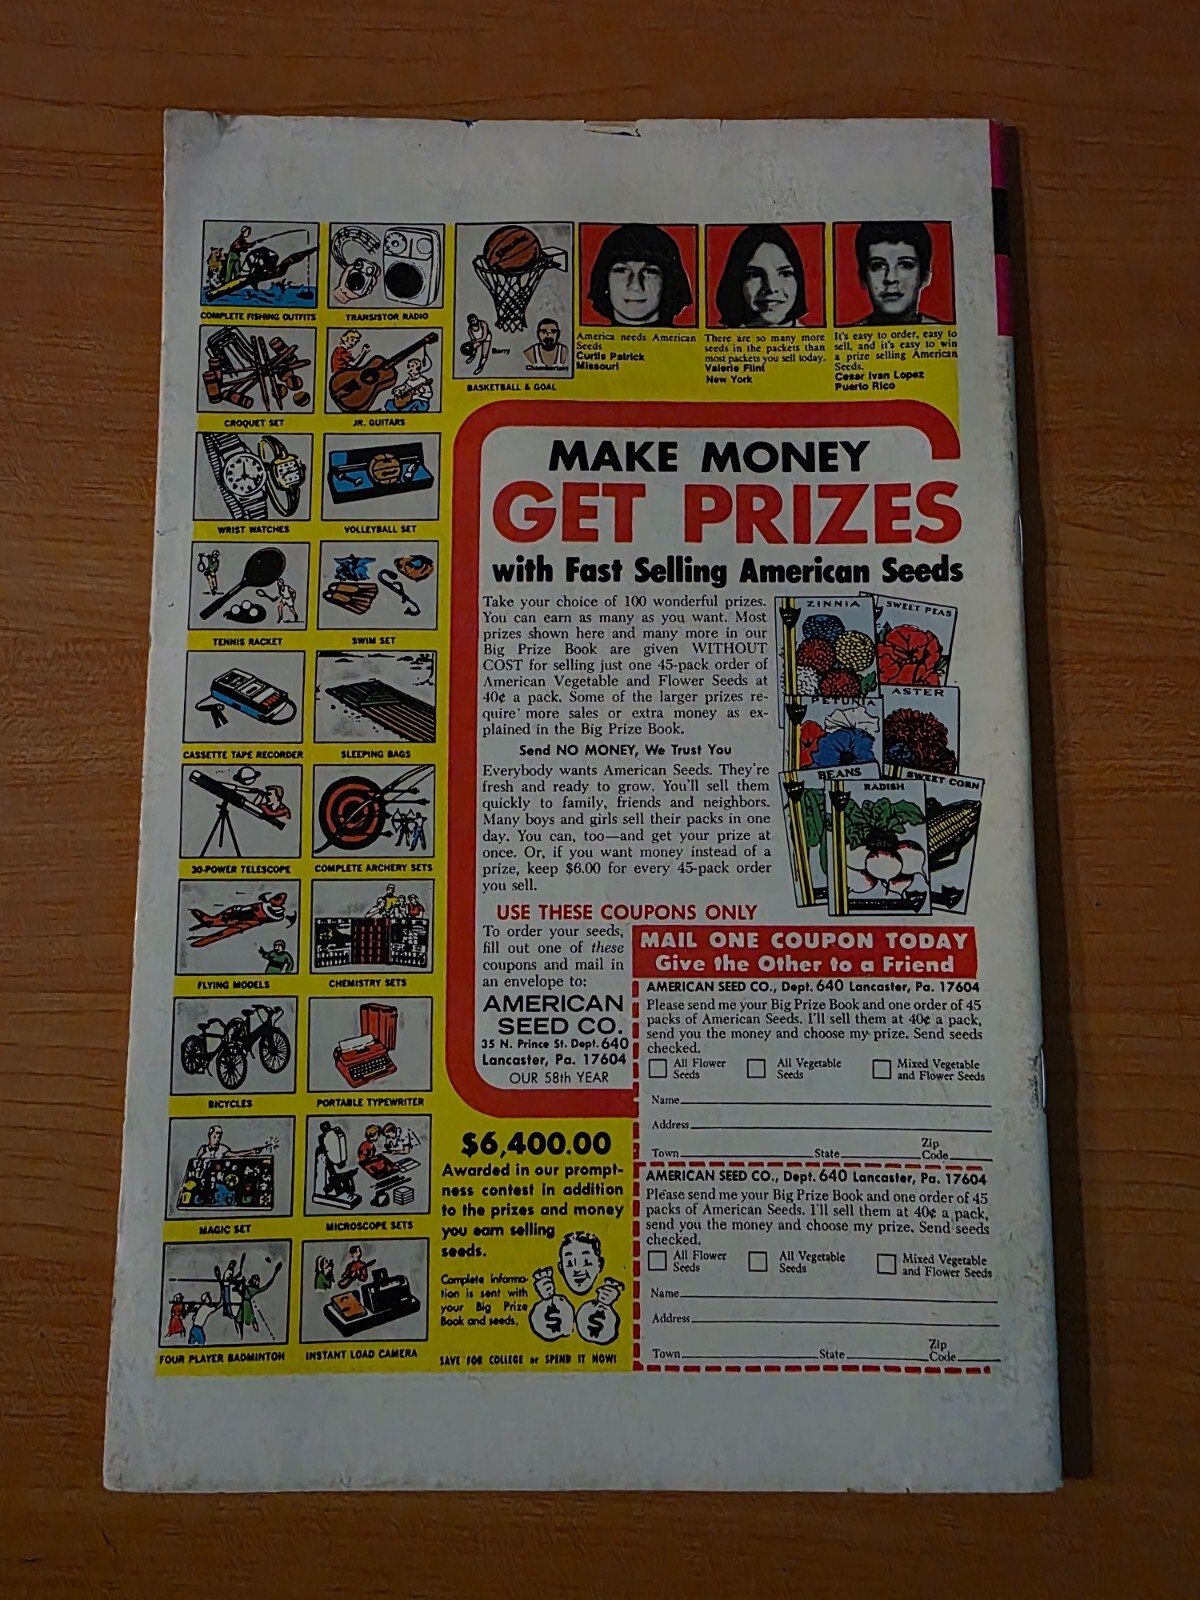 COMPLETE FISHING OUTFITS
TRANSISTOR RADIO
Barry
Chamberlain
BASKETBALL & GOAL
America needs American
Seeds
Curtis Patrick
Missouri
There are so many more
seeds in the packets than
most packets you sell today.
Valerie Flint
New York
It's easy to order, easy to
sell, and it's easy to win
a prize selling American
Seeds.
Cesar Ivan Lopez
Puerto Rico
CROQUET SET
JR. GUITARS
WRIST WATCHES
VOLLEYBALL SET
TENNIS RACKET
SWIM SET
CASSETTE TAPE RECORDER
SLEEPING BAGS
30-POWER TELESCOPE
COMPLETE ARCHERY SETS
FLYING MODELS
CHEMISTRY SETS
BICYCLES
PORTABLE TYPEWRITER
MAGIC SET
MICROSCOPE SETS
FOUR PLAYER BADMINTON
INSTANT LOAD CAMERA
MAKE MONEY
GET PRIZES
with Fast Selling American Seeds
Take your choice of 100 wonderful prizes.
You can earn as many as you want. Most
prizes shown here and many more in our
Big Prize Book are given WITHOUT
COST for selling just one 45-pack order of
American Vegetable and Flower Seeds at
40¢ a pack. Some of the larger prizes re-
quire more sales or extra money as ex-
plained in the Big Prize Book.
Send NO MONEY, We Trust You
Everybody wants American Seeds. They're
fresh and ready to grow. You'll sell them
quickly to family, friends and neighbors.
Many boys and girls sell their packs in one
day. You can, too—and get your prize at
once. Or, if you want money instead of a
prize, keep $6.00 for every 45-pack order
you sell.
ZINNIA
SWEET PEAS
PETUNIA
ASTER
BEANS
RADISH
SWEET CORN
USE THESE COUPONS ONLY
To order your seeds,
fill out one of these
coupons and mail in
an envelope to:
AMERICAN
SEED CO.
35 N. Prince St. Dept. 640
Lancaster, Pa. 17604
OUR 58th YEAR
MAIL ONE COUPON TODAY
Give the Other to a Friend
AMERICAN SEED CO., Dept. 640 Lancaster, Pa. 17604
Please send me your Big Prize Book and one order of 45
packs of American Seeds. I'll sell them at 40¢ a pack,
send you the money and choose my prize. Send seeds
checked.
All Flower
Seeds
All Vegetable
Seeds
Mixed Vegetable
and Flower Seeds
Name
Address
Town State Zip Code
AMERICAN SEED CO., Dept. 640 Lancaster, Pa. 17604
Please send me your Big Prize Book and one order of 45
packs of American Seeds. I'll sell them at 40¢ a pack,
send you the money and choose my prize. Send seeds
checked.
All Flower
Seeds
All Vegetable
Seeds
Mixed Vegetable
and Flower Seeds
Name
Address
Town State Zip Code
$6,400.00
Awarded in our prompt-
ness contest in addition
to the prizes and money
you earn selling
seeds.
Complete informa-
tion is sent with
your Big Prize
Book and seeds.
$ $
SAVE FOR COLLEGE or SPEND IT NOW!